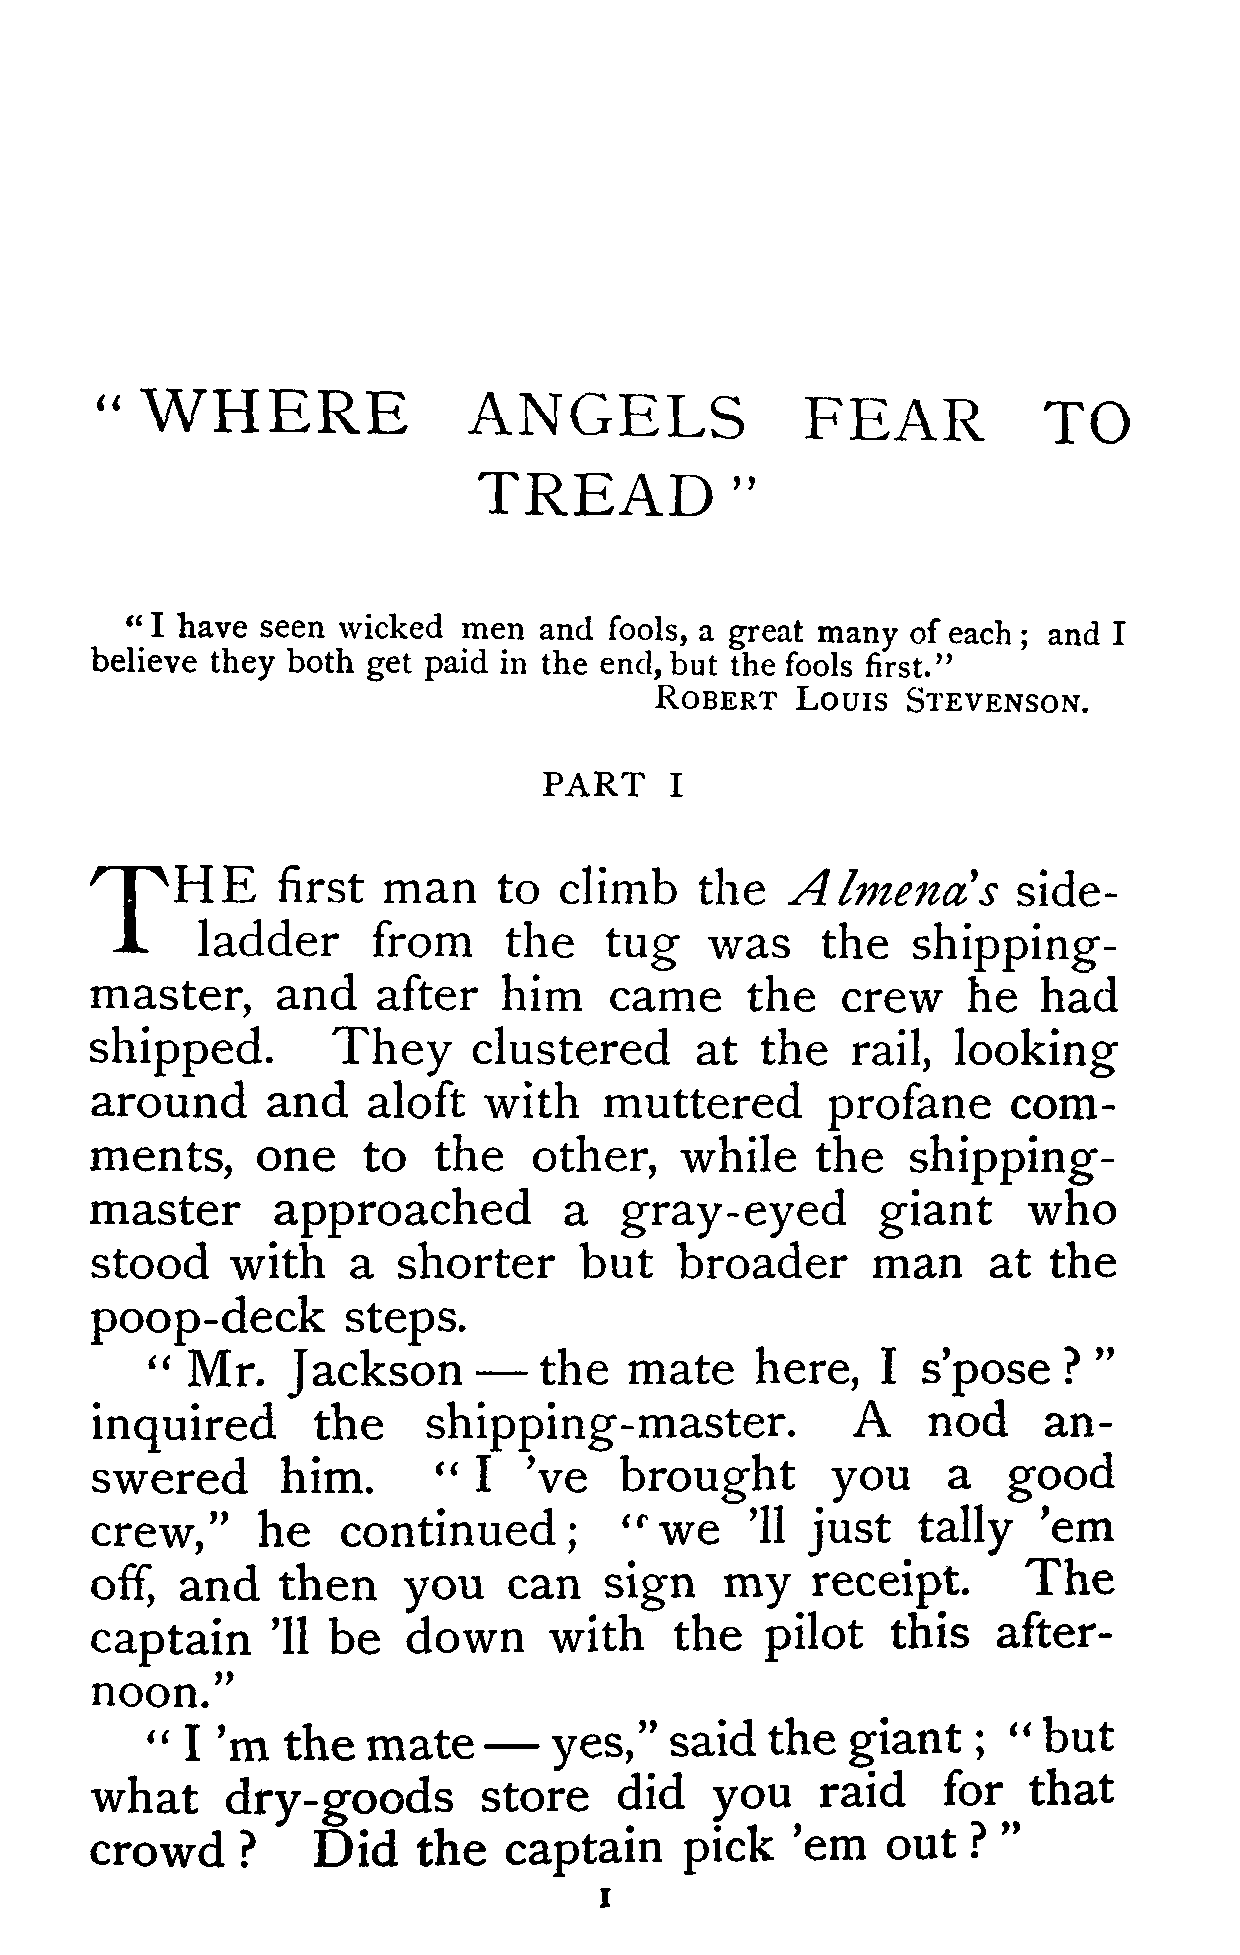 “ WHERE ANGELS FEAR TO
TREAD ”
“ I have seen wicked men and fools, a great many of each ; and I
believe they both get paid in the end, but the fools first.”
ROBERT LOUIS STEVENSON.
PART I
THE first man to climb the Almena’s side-
ladder from the tug was the shipping-
master, and after him came the crew he had
shipped. They clustered at the rail, looking
around and aloft with muttered profane com-
ments, one to the other, while the shipping-
master approached a gray-eyed giant who
stood with a shorter but broader man at the
poop-deck steps.
“ Mr. Jackson — the mate here, I s’pose ? ”
inquired the shipping-master. A nod an-
swered him. “ I ’ve brought you a good
crew,” he continued ; “ we ’ll just tally ’em
off, and then you can sign my receipt. The
captain ’ll be down with the pilot this after-
noon.”
“ I ’m the mate — yes,” said the giant ; “ but
what dry-goods store did you raid for that
crowd ? Did the captain pick ’em out ? ”
1